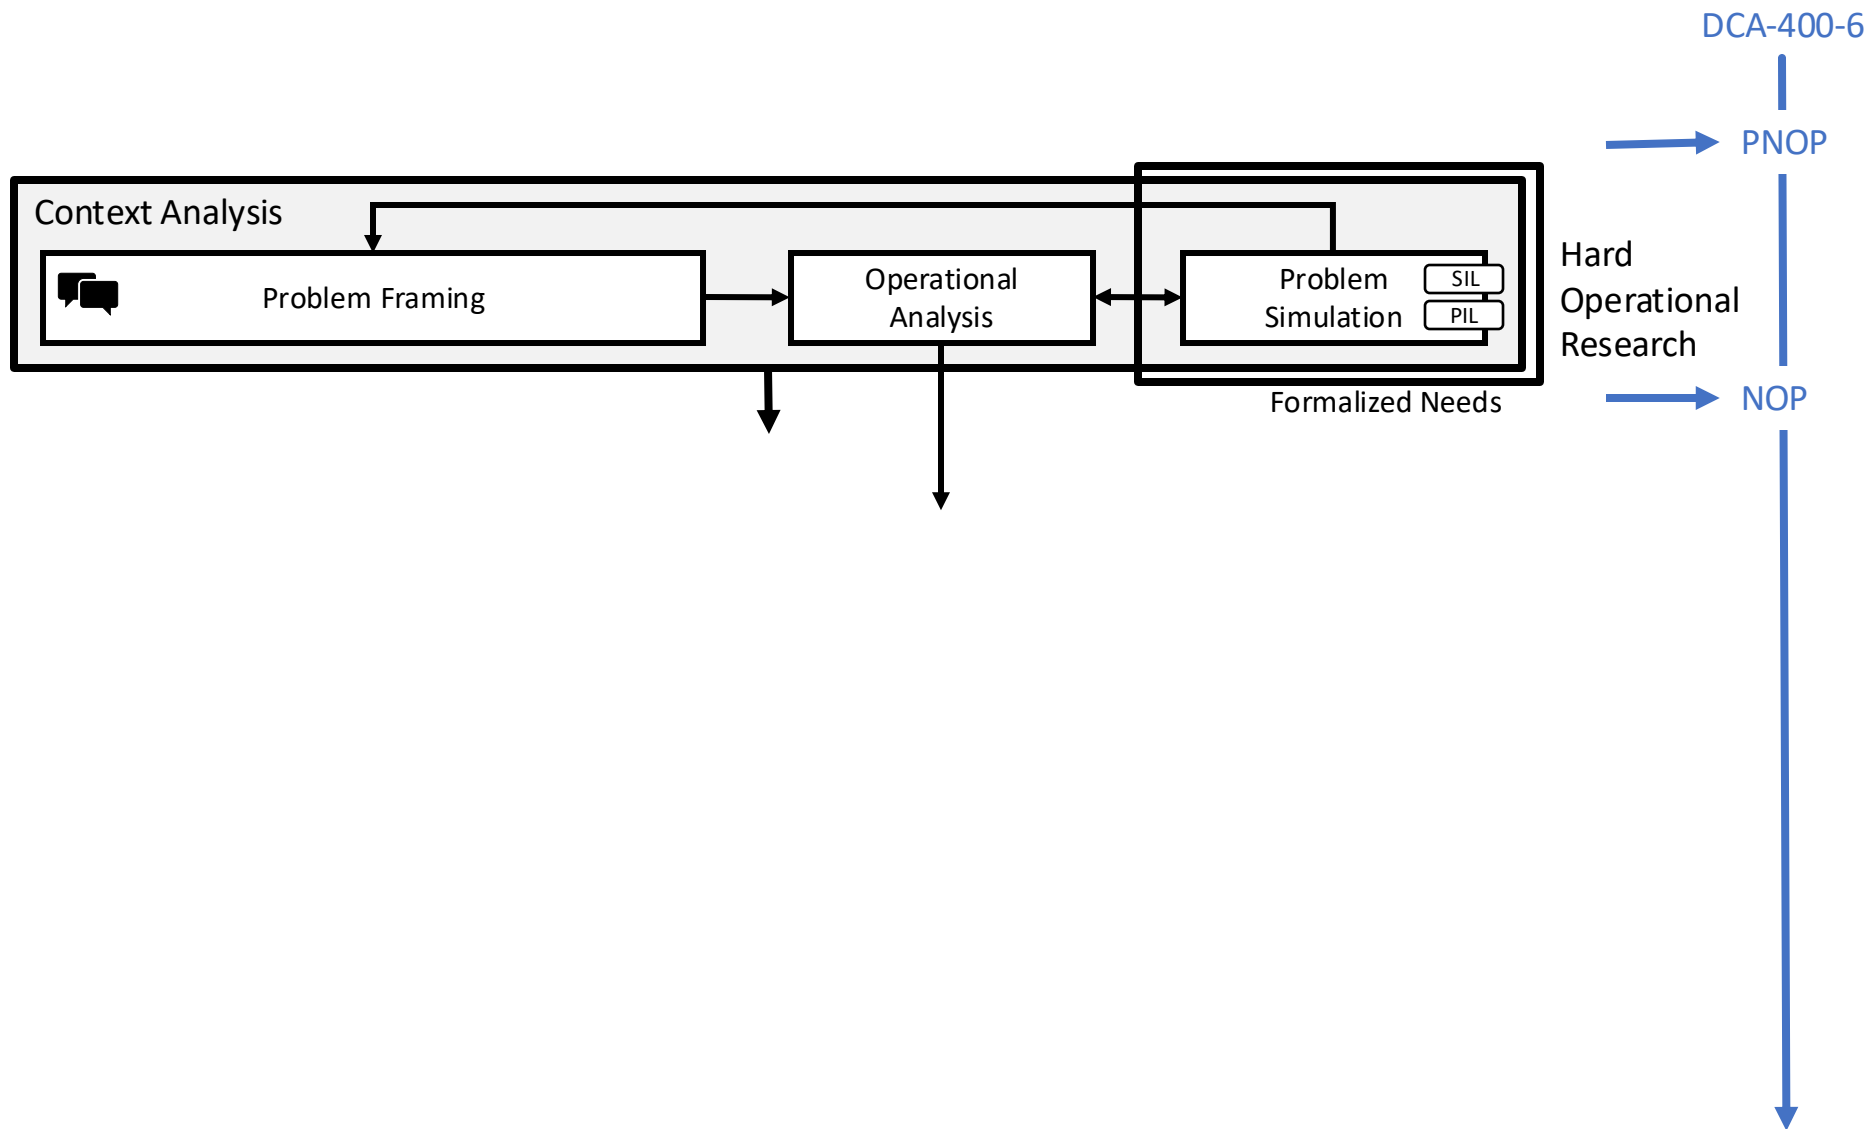 DCA-400-6
PNOP
Context Analysis
Problem Framing
Operational
Analysis
Problem
Simulation
SIL
PIL
Hard
Operational
Research
Formalized Needs
NOP